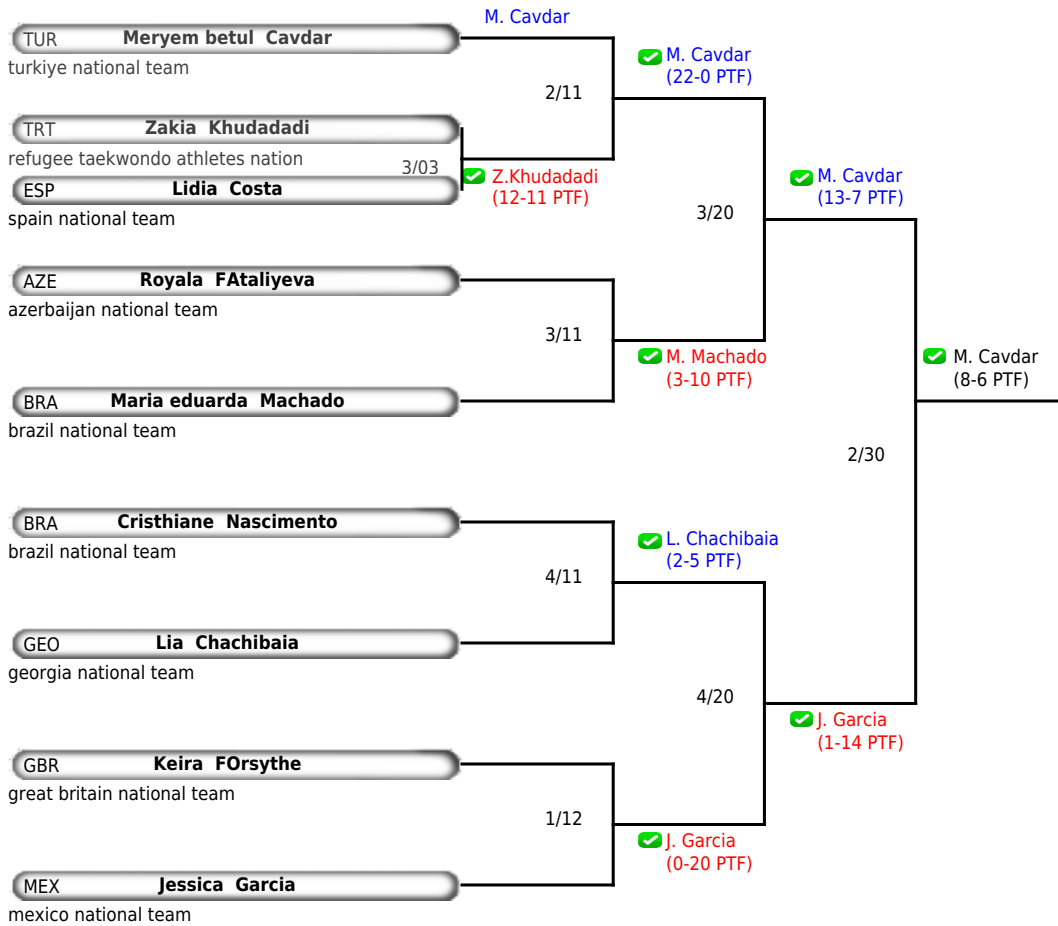 M. Cavdar
TUR Meryem betul Cavdar
turkiye national team
M. Cavdar
(22-0 PTF)
2/11
TRT Zakia Khudadadi
refugee taekwondo athletes nation
3/03
Z.Khudadadi
(12-11 PTF)
ESP Lidia Costa
spain national team
M. Cavdar
(13-7 PTF)
3/20
AZE Royala FAtaliyeva
azerbaijan national team
3/11
M. Machado
(3-10 PTF)
M. Cavdar
(8-6 PTF)
BRA Maria eduarda Machado
brazil national team
2/30
BRA Cristhiane Nascimento
brazil national team
L. Chachibaia
(2-5 PTF)
4/11
GEO Lia Chachibaia
georgia national team
4/20
J. Garcia
(1-14 PTF)
GBR Keira FOrsythe
great britain national team
1/12
J. Garcia
(0-20 PTF)
MEX Jessica Garcia
mexico national team